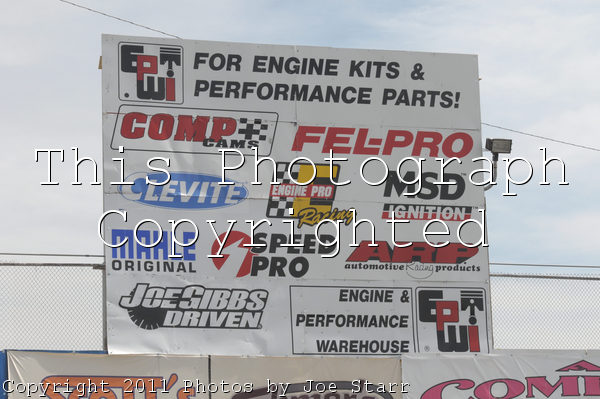 EPWI FOR ENGINE KITS &
PERFORMANCE PARTS!
COMP
CAMS
FEL-PRO
This Photograph
CLEVITE
ENGINE PRO
Racing
MSD
IGNITION
Copyrighted
MAHLE
ORIGINAL
SPEED
PRO
ARP
automotive Racing products
JOE GIBBS
DRIVEN
ENGINE &
PERFORMANCE
WAREHOUSE
EPWI
Copyright 2011 Photos by Joe Starr